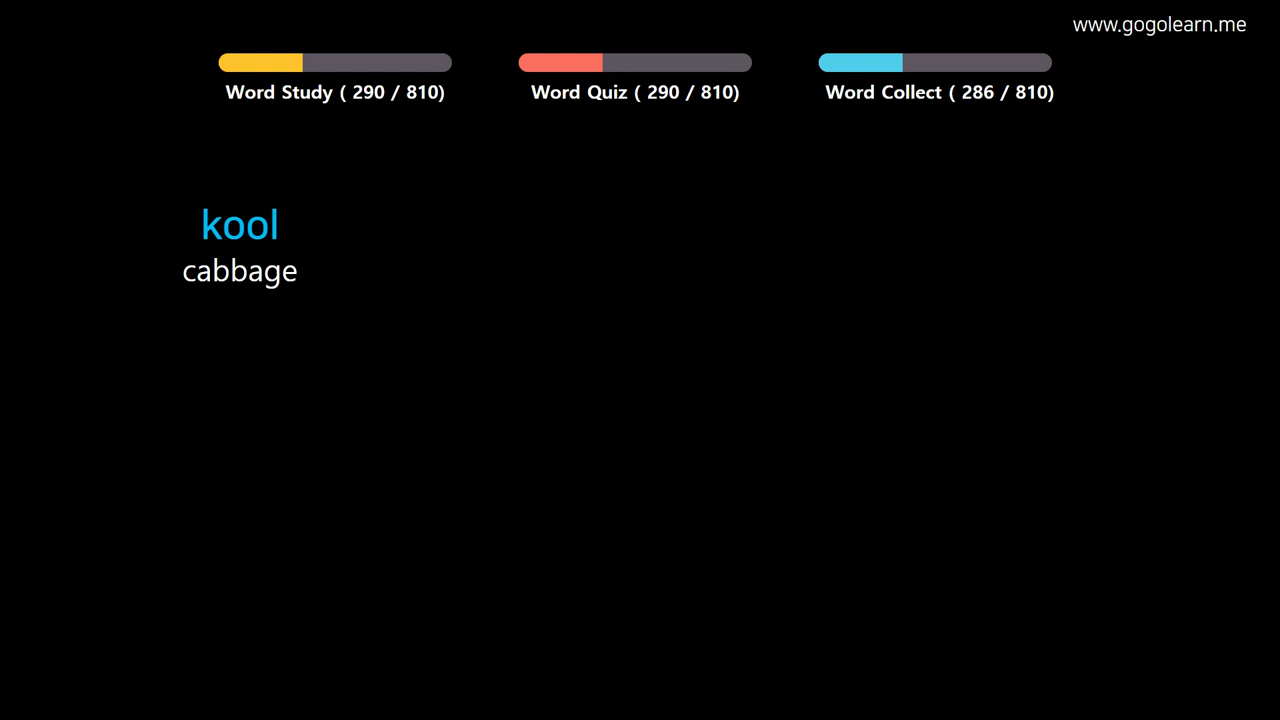 www.gogolearn.me
Word Study ( 290 / 810)
Word Quiz ( 290 / 810)
Word Collect ( 286 / 810)
kool
cabbage